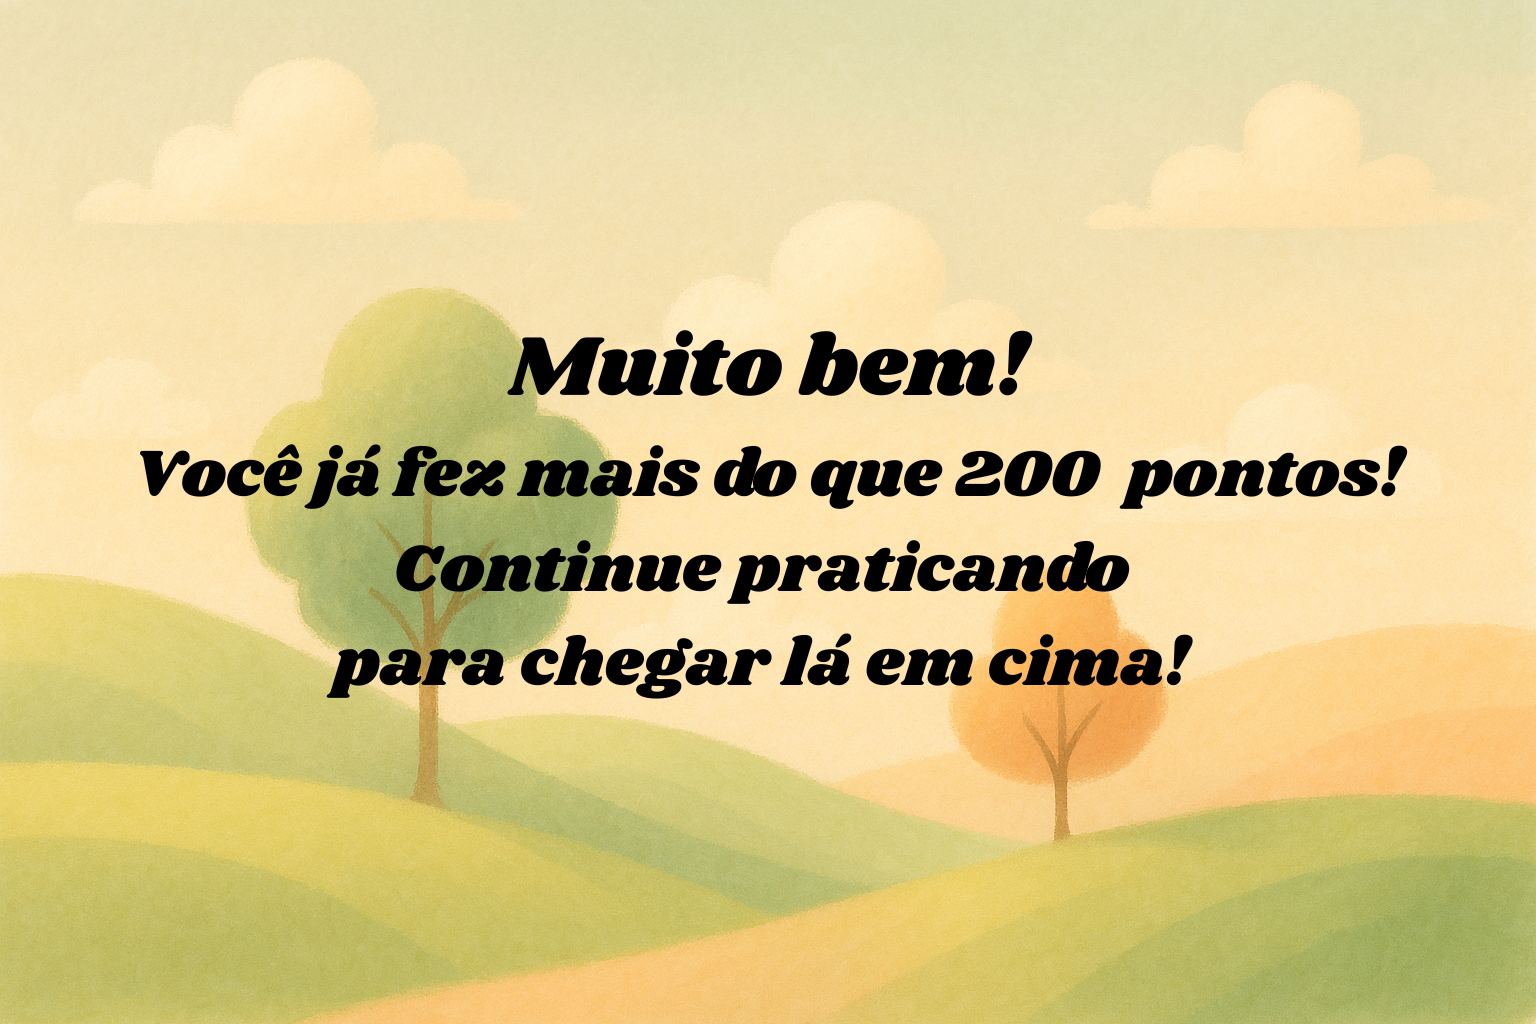 Muito bem!
Você já fez mais do que 200 pontos!
Continue praticando
para chegar lá em cima!